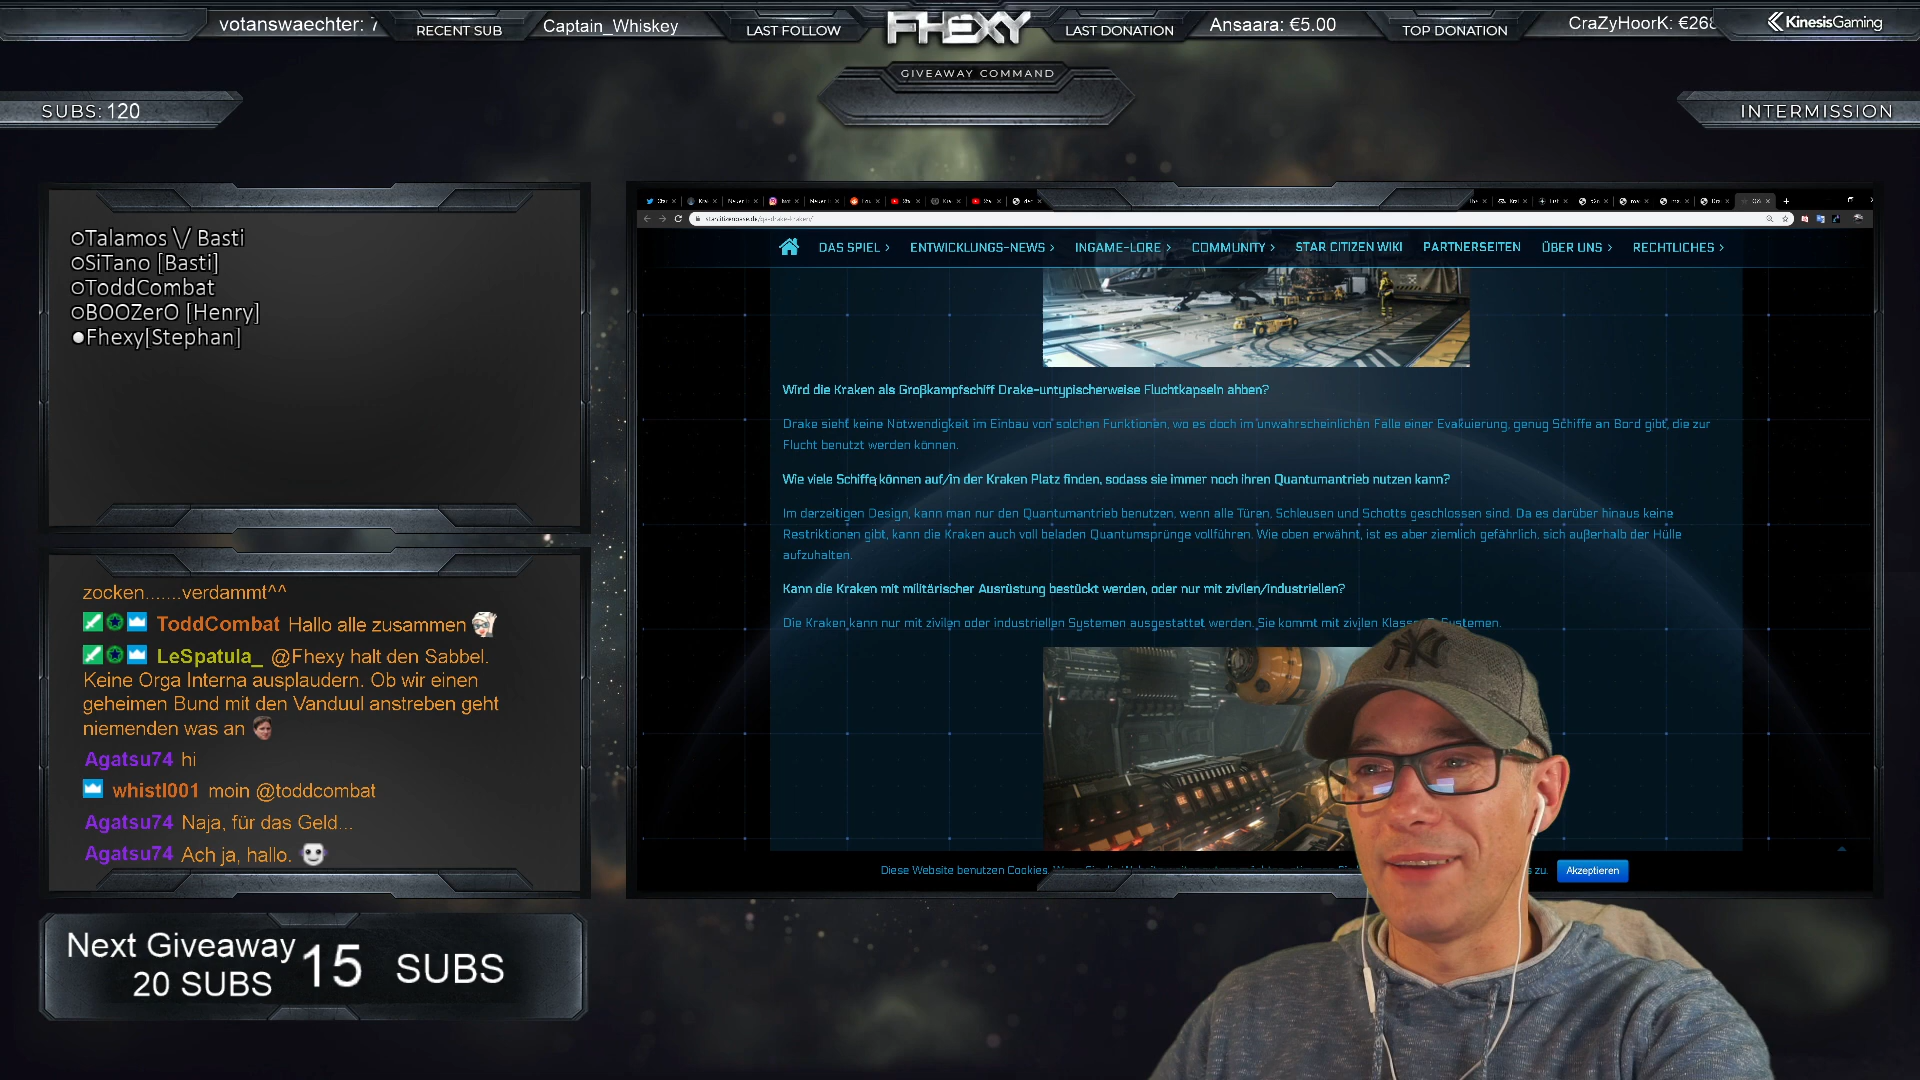 votanswaechter: 7
RECENT SUB
Captain_Whiskey
LAST FOLLOW
FHEXY
LAST DONATION
Ansaara: €5.00
TOP DONATION
CraZyHoorK: €268
KinesisGaming
GIVEAWAY COMMAND
SUBS: 120
INTERMISSION
Talamos \/ Basti
SiTano [Basti]
ToddCombat
BOOZerO [Henry]
Fhexy[Stephan]
zocken.......verdammt^^
ToddCombat Hallo alle zusammen
LeSpatula_ @Fhexy halt den Sabbel.
Keine Orga Interna ausplaudern. Ob wir einen
geheimen Bund mit den Vanduul anstreben geht
niemenden was an
Agatsu74 hi
whistl001 moin @toddcombat
Agatsu74 Naja, für das Geld...
Agatsu74 Ach ja, hallo.
Next Giveaway
20 SUBS
15 SUBS
DAS SPIEL
ENTWICKLUNGS-NEWS
INGAME-LORE
COMMUNITY
STAR CITIZEN WIKI
PARTNERSEITEN
ÜBER UNS
RECHTLICHES
Wird die Kraken als Großkampfschiff Drake-untypischerweise Fluchtkapseln ahben?
Drake sieht keine Notwendigkeit im Einbau von solchen Funktionen, wo es doch im unwahrscheinlichen Falle einer Evakuierung, genug Schiffe an Bord gibt, die zur
Flucht benutzt werden können.
Wie viele Schiffe können auf/in der Kraken Platz finden, sodass sie immer noch ihren Quantumantrieb nutzen kann?
Im derzeitigen Design, kann man nur den Quantumantrieb benutzen, wenn alle Türen, Schleusen und Schotts geschlossen sind. Da es darüber hinaus keine
Restriktionen gibt, kann die Kraken auch voll beladen Quantumsprünge vollführen. Wie oben erwähnt, ist es aber ziemlich gefährlich, sich außerhalb der Hülle
aufzuhalten.
Kann die Kraken mit militärischer Ausrüstung bestückt werden, oder nur mit zivilen/industriellen?
Die Kraken kann nur mit zivilen oder industriellen Systemen ausgestattet werden. Sie kommt mit zivilen Systemen.
Diese Website benutzen Cookies. zu.
Akzeptieren